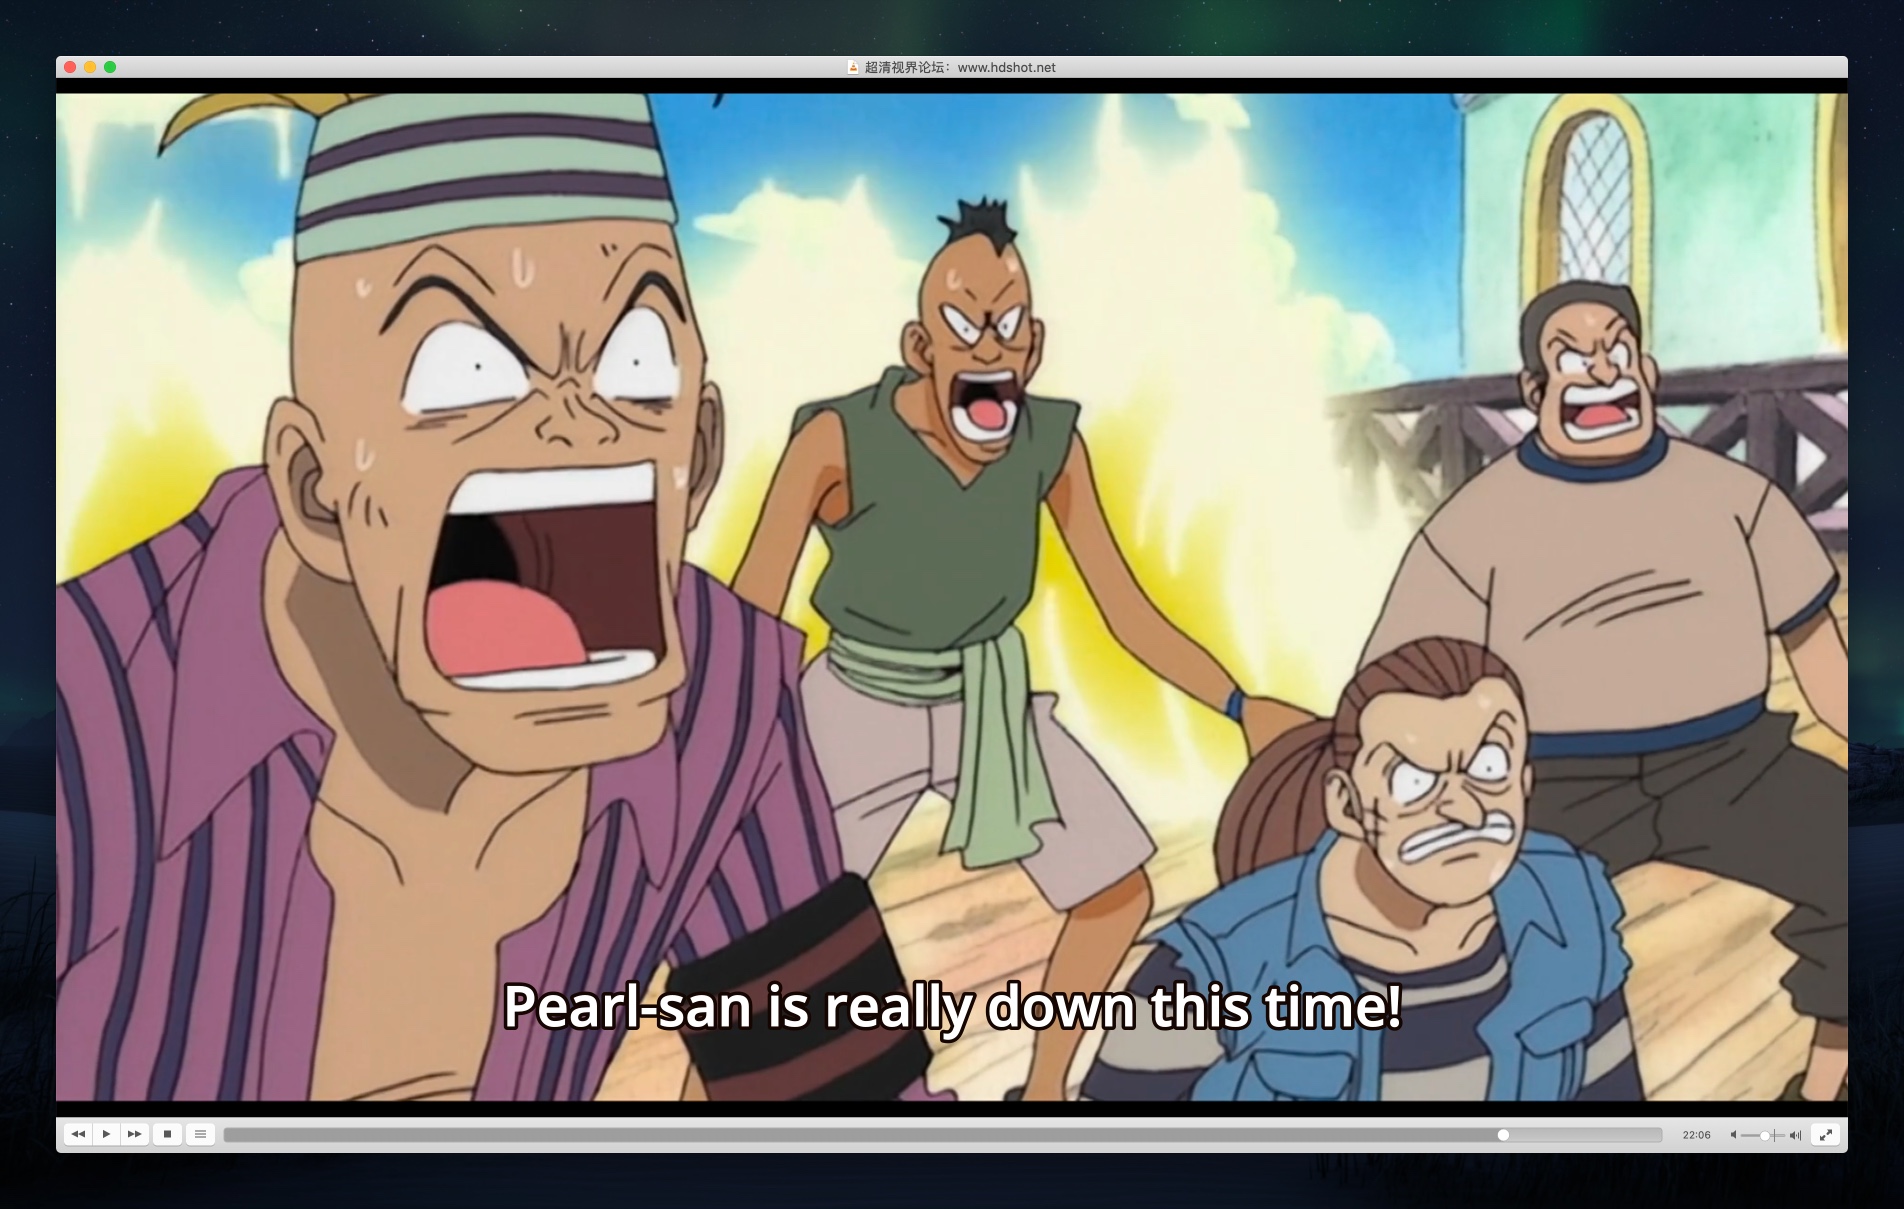 超清视界论坛：www.hdshot.net
Pearl-san is really down this time!
22:06